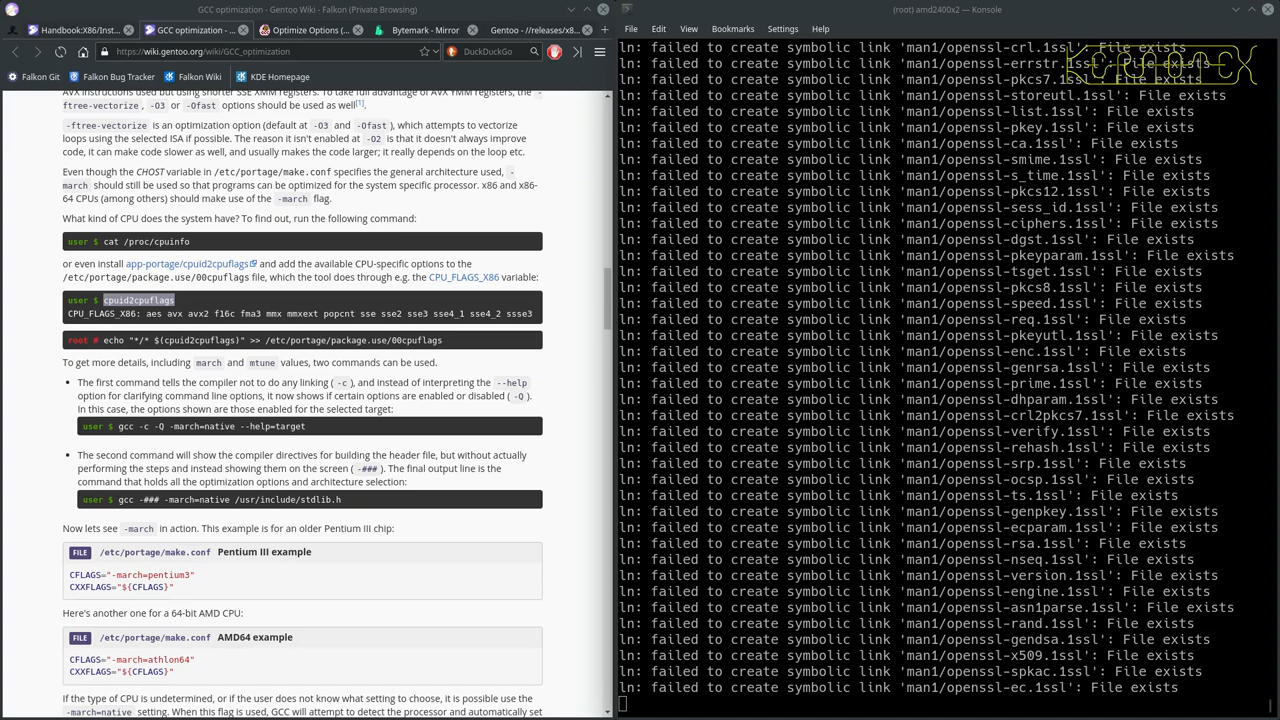 GCC optimization - Gentoo Wiki - Falkon (Private Browsing)
Handbook:X86/Inst...
GCC optimization - ...
Optimize Options (...
Bytemark - Mirror ...
Gentoo - //releases/x8...
https://wiki.gentoo.org/wiki/GCC_optimization
DuckDuckGo
Falkon Git
Falkon Bug Tracker
Falkon Wiki
KDE Homepage
AVX instructions used but using shorter SSE XMM registers. To take full advantage of AVX YMM registers, the -
ftree-vectorize, -O3 or -Ofast options should be used as well[1].
-ftree-vectorize is an optimization option (default at -O3 and -Ofast), which attempts to vectorize
loops using the selected ISA if possible. The reason it isn't enabled at -O2 is that it doesn't always improve
code, it can make code slower as well, and usually makes the code larger; it really depends on the loop etc.
Even though the CHOST variable in /etc/portage/make.conf specifies the general architecture used, -
march should still be used so that programs can be optimized for the system specific processor. x86 and x86-
64 CPUs (among others) should make use of the -march flag.
What kind of CPU does the system have? To find out, run the following command:
user $ cat /proc/cpuinfo
or even install app-portage/cpuid2cpuflags and add the available CPU-specific options to the
/etc/portage/package.use/00cpuflags file, which the tool does through e.g. the CPU_FLAGS_X86 variable:
user $ cpuid2cpuflags
CPU_FLAGS_X86: aes avx avx2 f16c fma3 mmx mmxext popcnt sse sse2 sse3 sse4_1 sse4_2 ssse3
root # echo "*/* $(cpuid2cpuflags)" >> /etc/portage/package.use/00cpuflags
To get more details, including march and mtune values, two commands can be used.
• The first command tells the compiler not to do any linking ( -c ), and instead of interpreting the --help
option for clarifying command line options, it now shows if certain options are enabled or disabled ( -Q ).
In this case, the options shown are those enabled for the selected target:
user $ gcc -c -Q -march=native --help=target
• The second command will show the compiler directives for building the header file, but without actually
performing the steps and instead showing them on the screen ( -### ). The final output line is the
command that holds all the optimization options and architecture selection:
user $ gcc -### -march=native /usr/include/stdlib.h
Now lets see -march in action. This example is for an older Pentium III chip:
FILE /etc/portage/make.conf Pentium III example
CFLAGS="-march=pentium3"
CXXFLAGS="${CFLAGS}"
Here's another one for a 64-bit AMD CPU:
FILE /etc/portage/make.conf AMD64 example
CFLAGS="-march=athlon64"
CXXFLAGS="${CFLAGS}"
If the type of CPU is undetermined, or if the user does not know what setting to choose, it is possible use the
-march=native setting. When this flag is used, GCC will attempt to detect the processor and automatically set
(root) amd2400x2 — Konsole
File Edit View Bookmarks Settings Help
ln: failed to create symbolic link 'man1/openssl-crl.1ssl': File exists
ln: failed to create symbolic link 'man1/openssl-errstr.1ssl': File exists
ln: failed to create symbolic link 'man1/openssl-pkcs7.1ssl': File exists
ln: failed to create symbolic link 'man1/openssl-storeutl.1ssl': File exists
ln: failed to create symbolic link 'man1/openssl-list.1ssl': File exists
ln: failed to create symbolic link 'man1/openssl-pkey.1ssl': File exists
ln: failed to create symbolic link 'man1/openssl-ca.1ssl': File exists
ln: failed to create symbolic link 'man1/openssl-smime.1ssl': File exists
ln: failed to create symbolic link 'man1/openssl-s_time.1ssl': File exists
ln: failed to create symbolic link 'man1/openssl-pkcs12.1ssl': File exists
ln: failed to create symbolic link 'man1/openssl-sess_id.1ssl': File exists
ln: failed to create symbolic link 'man1/openssl-ciphers.1ssl': File exists
ln: failed to create symbolic link 'man1/openssl-dgst.1ssl': File exists
ln: failed to create symbolic link 'man1/openssl-pkeyparam.1ssl': File exists
ln: failed to create symbolic link 'man1/openssl-tsget.1ssl': File exists
ln: failed to create symbolic link 'man1/openssl-pkcs8.1ssl': File exists
ln: failed to create symbolic link 'man1/openssl-speed.1ssl': File exists
ln: failed to create symbolic link 'man1/openssl-req.1ssl': File exists
ln: failed to create symbolic link 'man1/openssl-pkeyutl.1ssl': File exists
ln: failed to create symbolic link 'man1/openssl-enc.1ssl': File exists
ln: failed to create symbolic link 'man1/openssl-genrsa.1ssl': File exists
ln: failed to create symbolic link 'man1/openssl-prime.1ssl': File exists
ln: failed to create symbolic link 'man1/openssl-dhparam.1ssl': File exists
ln: failed to create symbolic link 'man1/openssl-crl2pkcs7.1ssl': File exists
ln: failed to create symbolic link 'man1/openssl-verify.1ssl': File exists
ln: failed to create symbolic link 'man1/openssl-rehash.1ssl': File exists
ln: failed to create symbolic link 'man1/openssl-srp.1ssl': File exists
ln: failed to create symbolic link 'man1/openssl-ocsp.1ssl': File exists
ln: failed to create symbolic link 'man1/openssl-ts.1ssl': File exists
ln: failed to create symbolic link 'man1/openssl-genpkey.1ssl': File exists
ln: failed to create symbolic link 'man1/openssl-ecparam.1ssl': File exists
ln: failed to create symbolic link 'man1/openssl-rsa.1ssl': File exists
ln: failed to create symbolic link 'man1/openssl-nseq.1ssl': File exists
ln: failed to create symbolic link 'man1/openssl-version.1ssl': File exists
ln: failed to create symbolic link 'man1/openssl-engine.1ssl': File exists
ln: failed to create symbolic link 'man1/openssl-asn1parse.1ssl': File exists
ln: failed to create symbolic link 'man1/openssl-rand.1ssl': File exists
ln: failed to create symbolic link 'man1/openssl-gendsa.1ssl': File exists
ln: failed to create symbolic link 'man1/openssl-x509.1ssl': File exists
ln: failed to create symbolic link 'man1/openssl-spkac.1ssl': File exists
ln: failed to create symbolic link 'man1/openssl-ec.1ssl': File exists